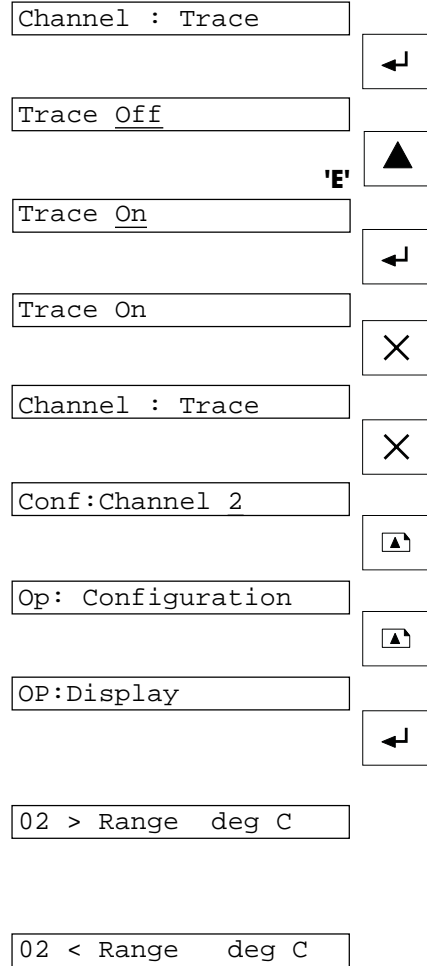 Channel : Trace
Trace Off
'E'
Trace On
Trace On
Channel : Trace
Conf:Channel 2
Op: Configuration
OP:Display
02 > Range deg C
02 < Range deg C